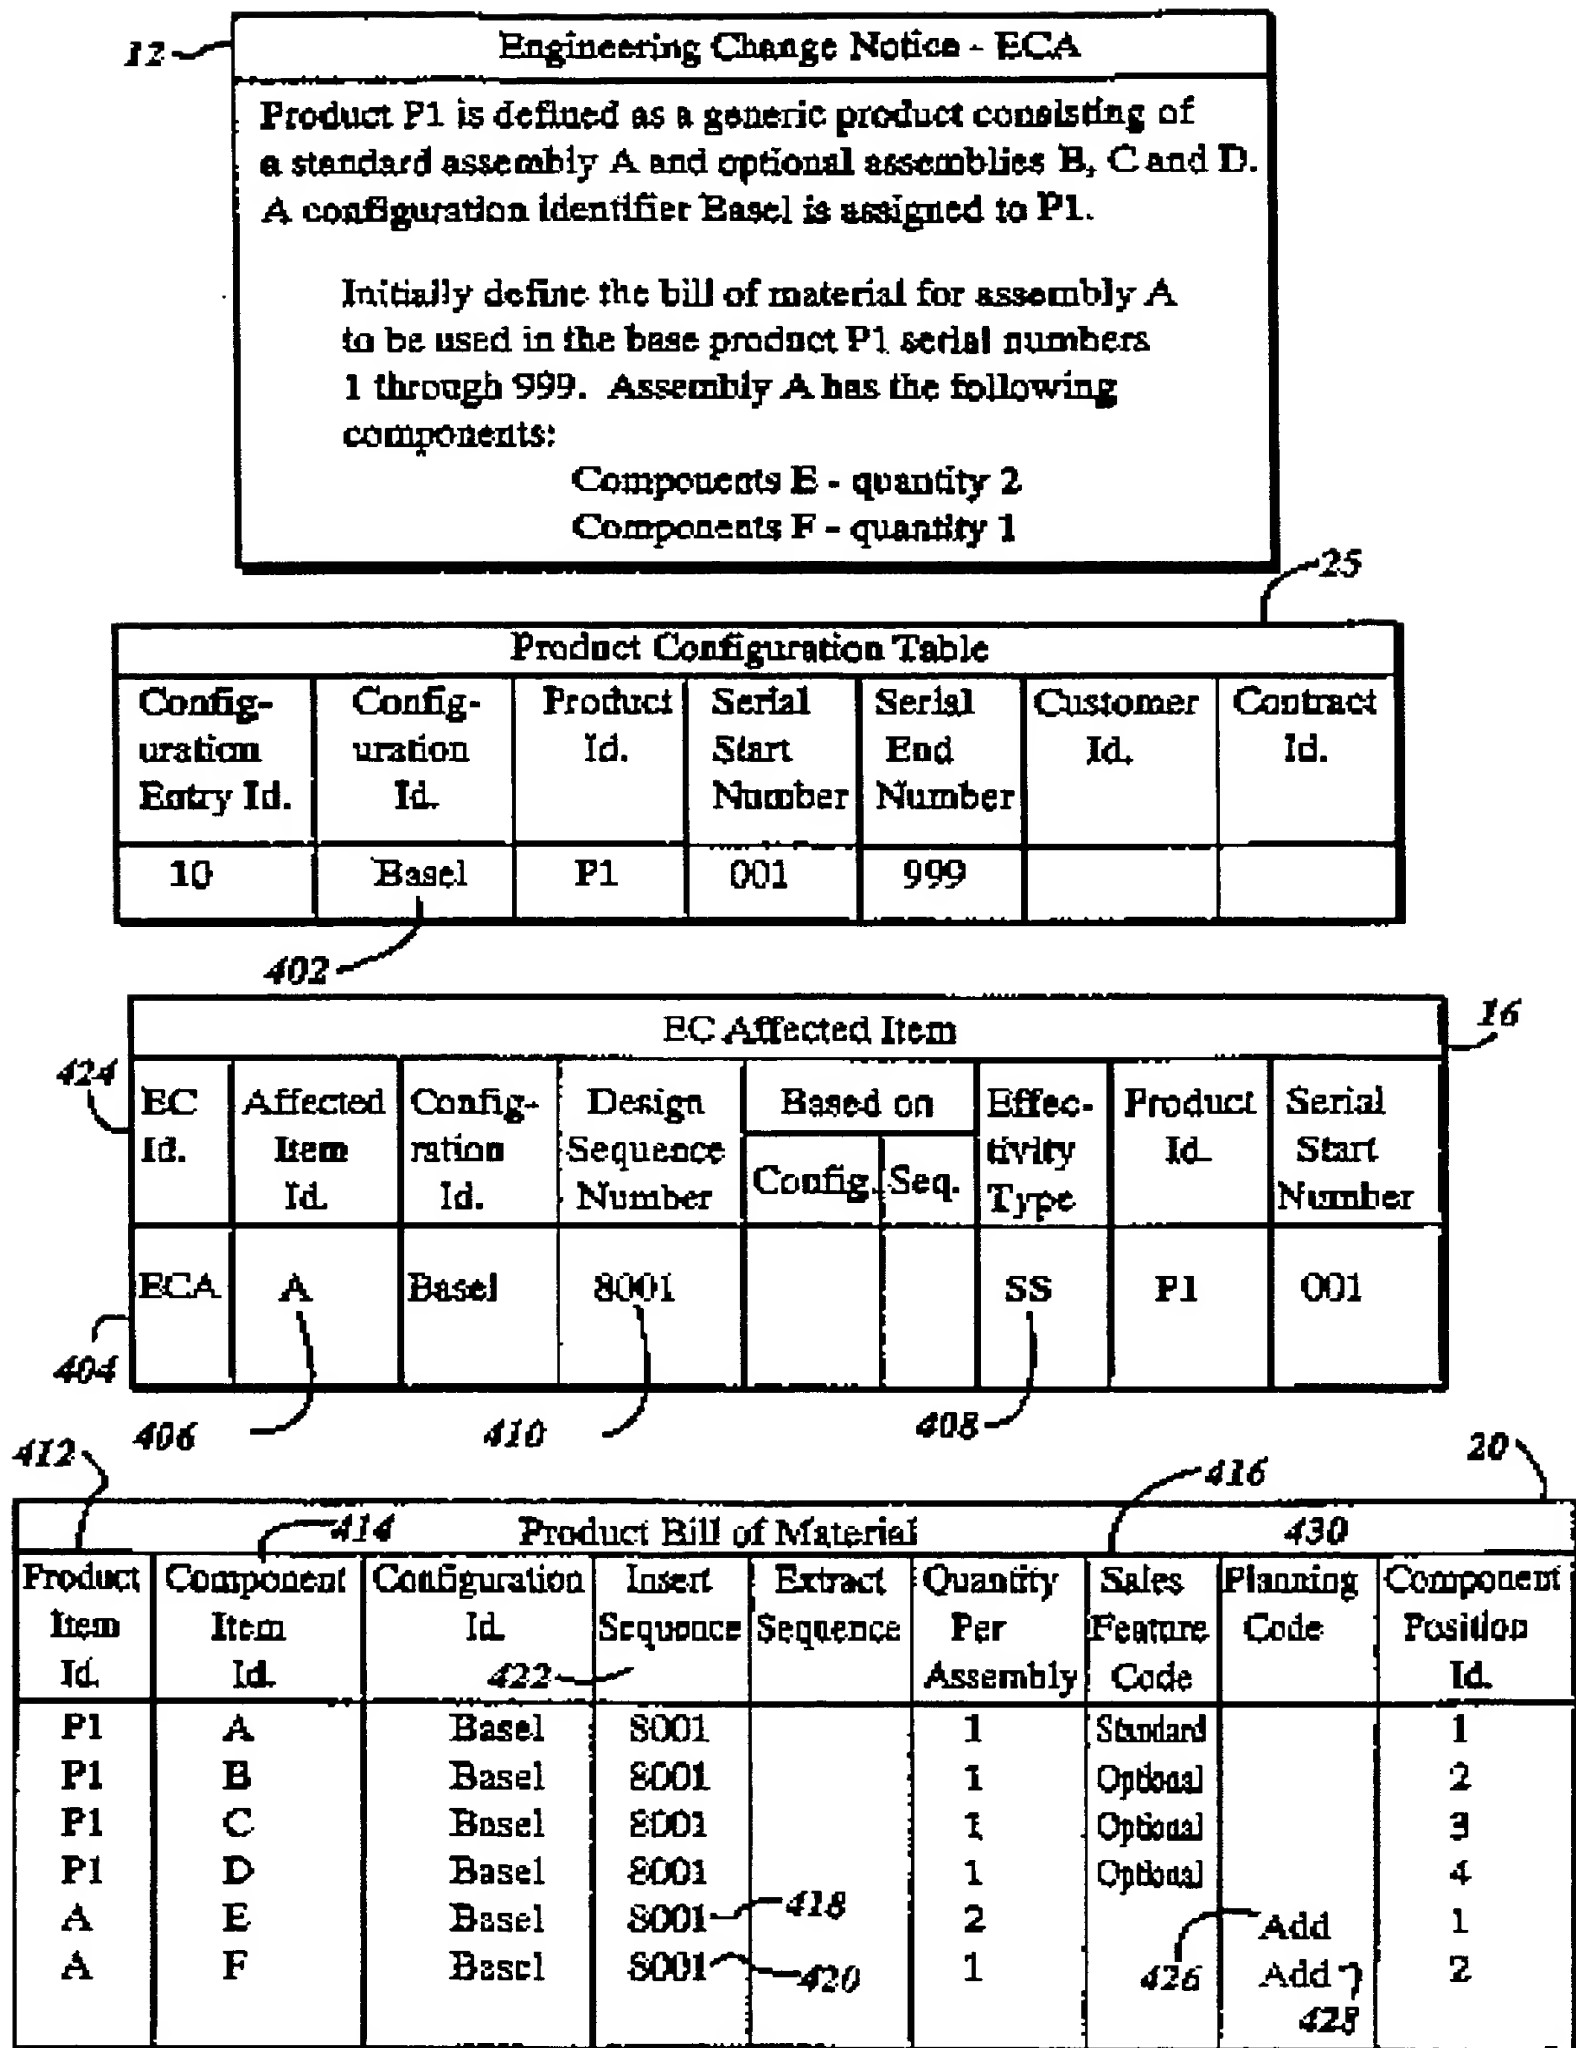 12
Engineering Change Notice - ECA
Product P1 is defined as a generic product consisting of
a standard assembly A and optional assemblies B, C and D.
A configuration identifier Basel is assigned to P1.
Initially define the bill of material for assembly A
to be used in the base product P1 serial numbers
1 through 999. Assembly A has the following
components:
Components E - quantity 2
Components F - quantity 1
25
Product Configuration Table
Config- Config- Product Serial Serial Customer Contract
uration uration Id. Start End Id. Id.
Entry Id. Id. Number Number
10 Basel P1 001 999
402
EC Affected Item 16
424
EC Affected Config- Design Based on Effec- Product Serial
Id. Item ration Sequence tivity Id. Start
Id. Id. Number Config. Seq. Type Number
ECA A Basel 8001 SS P1 001
404
406 410 408
412 416 20
Product Bill of Material 414 430
Product Component Configuration Insert Extract Quantity Sales Planning Component
Item Item Id. Sequence Sequence Per Feature Code Position
Id. Id. 422 Assembly Code Id.
P1 A Basel 8001 1 Standard 1
P1 B Basel 8001 1 Optional 2
P1 C Basel 8001 1 Optional 3
P1 D Basel 8001 1 Optional 4
A E Basel 8001 418 2 Add 1
A F Basel 8001 420 1 426 Add 2
428